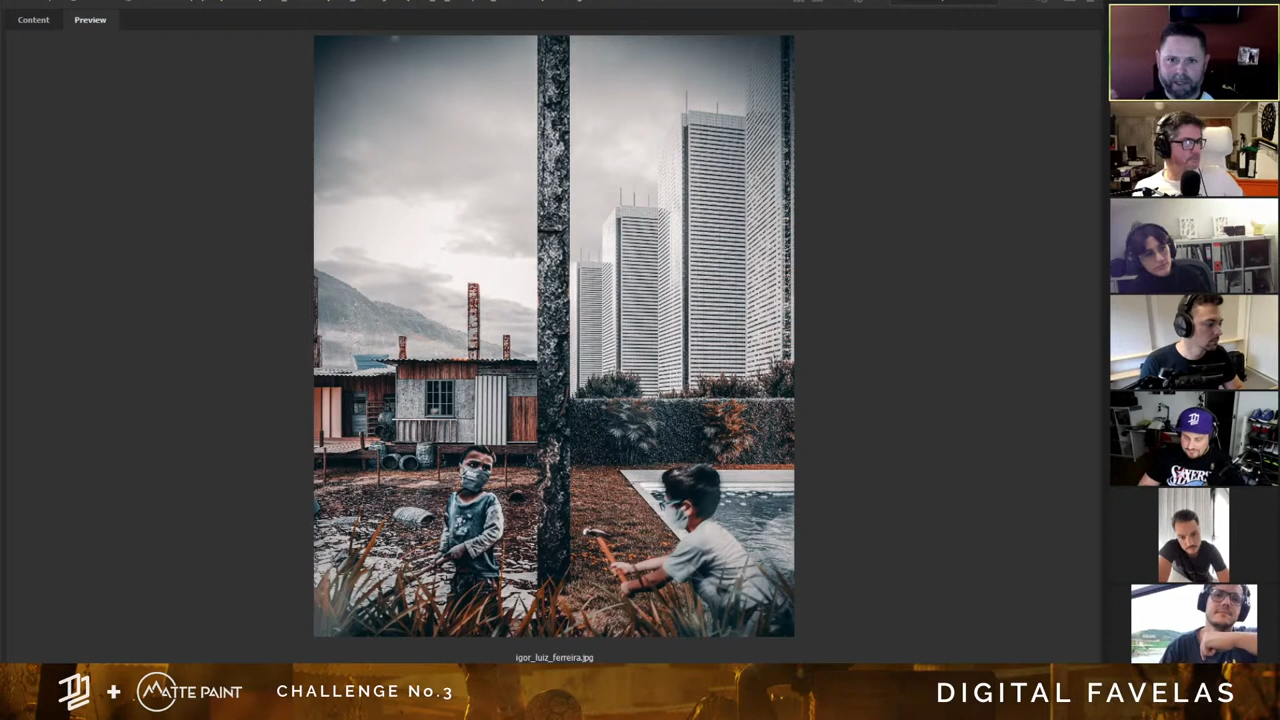 Content
Preview
igor_luiz_ferreira.jpg
+ MATTE PAINT
CHALLENGE No.3
DIGITAL FAVELAS